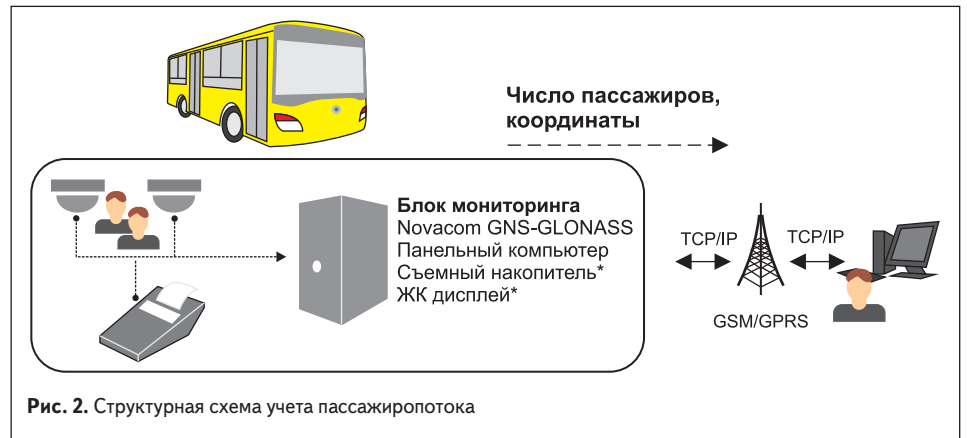 Число пассажиров,
координаты
Блок мониторинга
Novacom GNS-GLONASS
Панельный компьютер
Съемный накопитель*
ЖК дисплей*
TCP/IP
TCP/IP
GSM/GPRS
Рис. 2. Структурная схема учета пассажиропотока